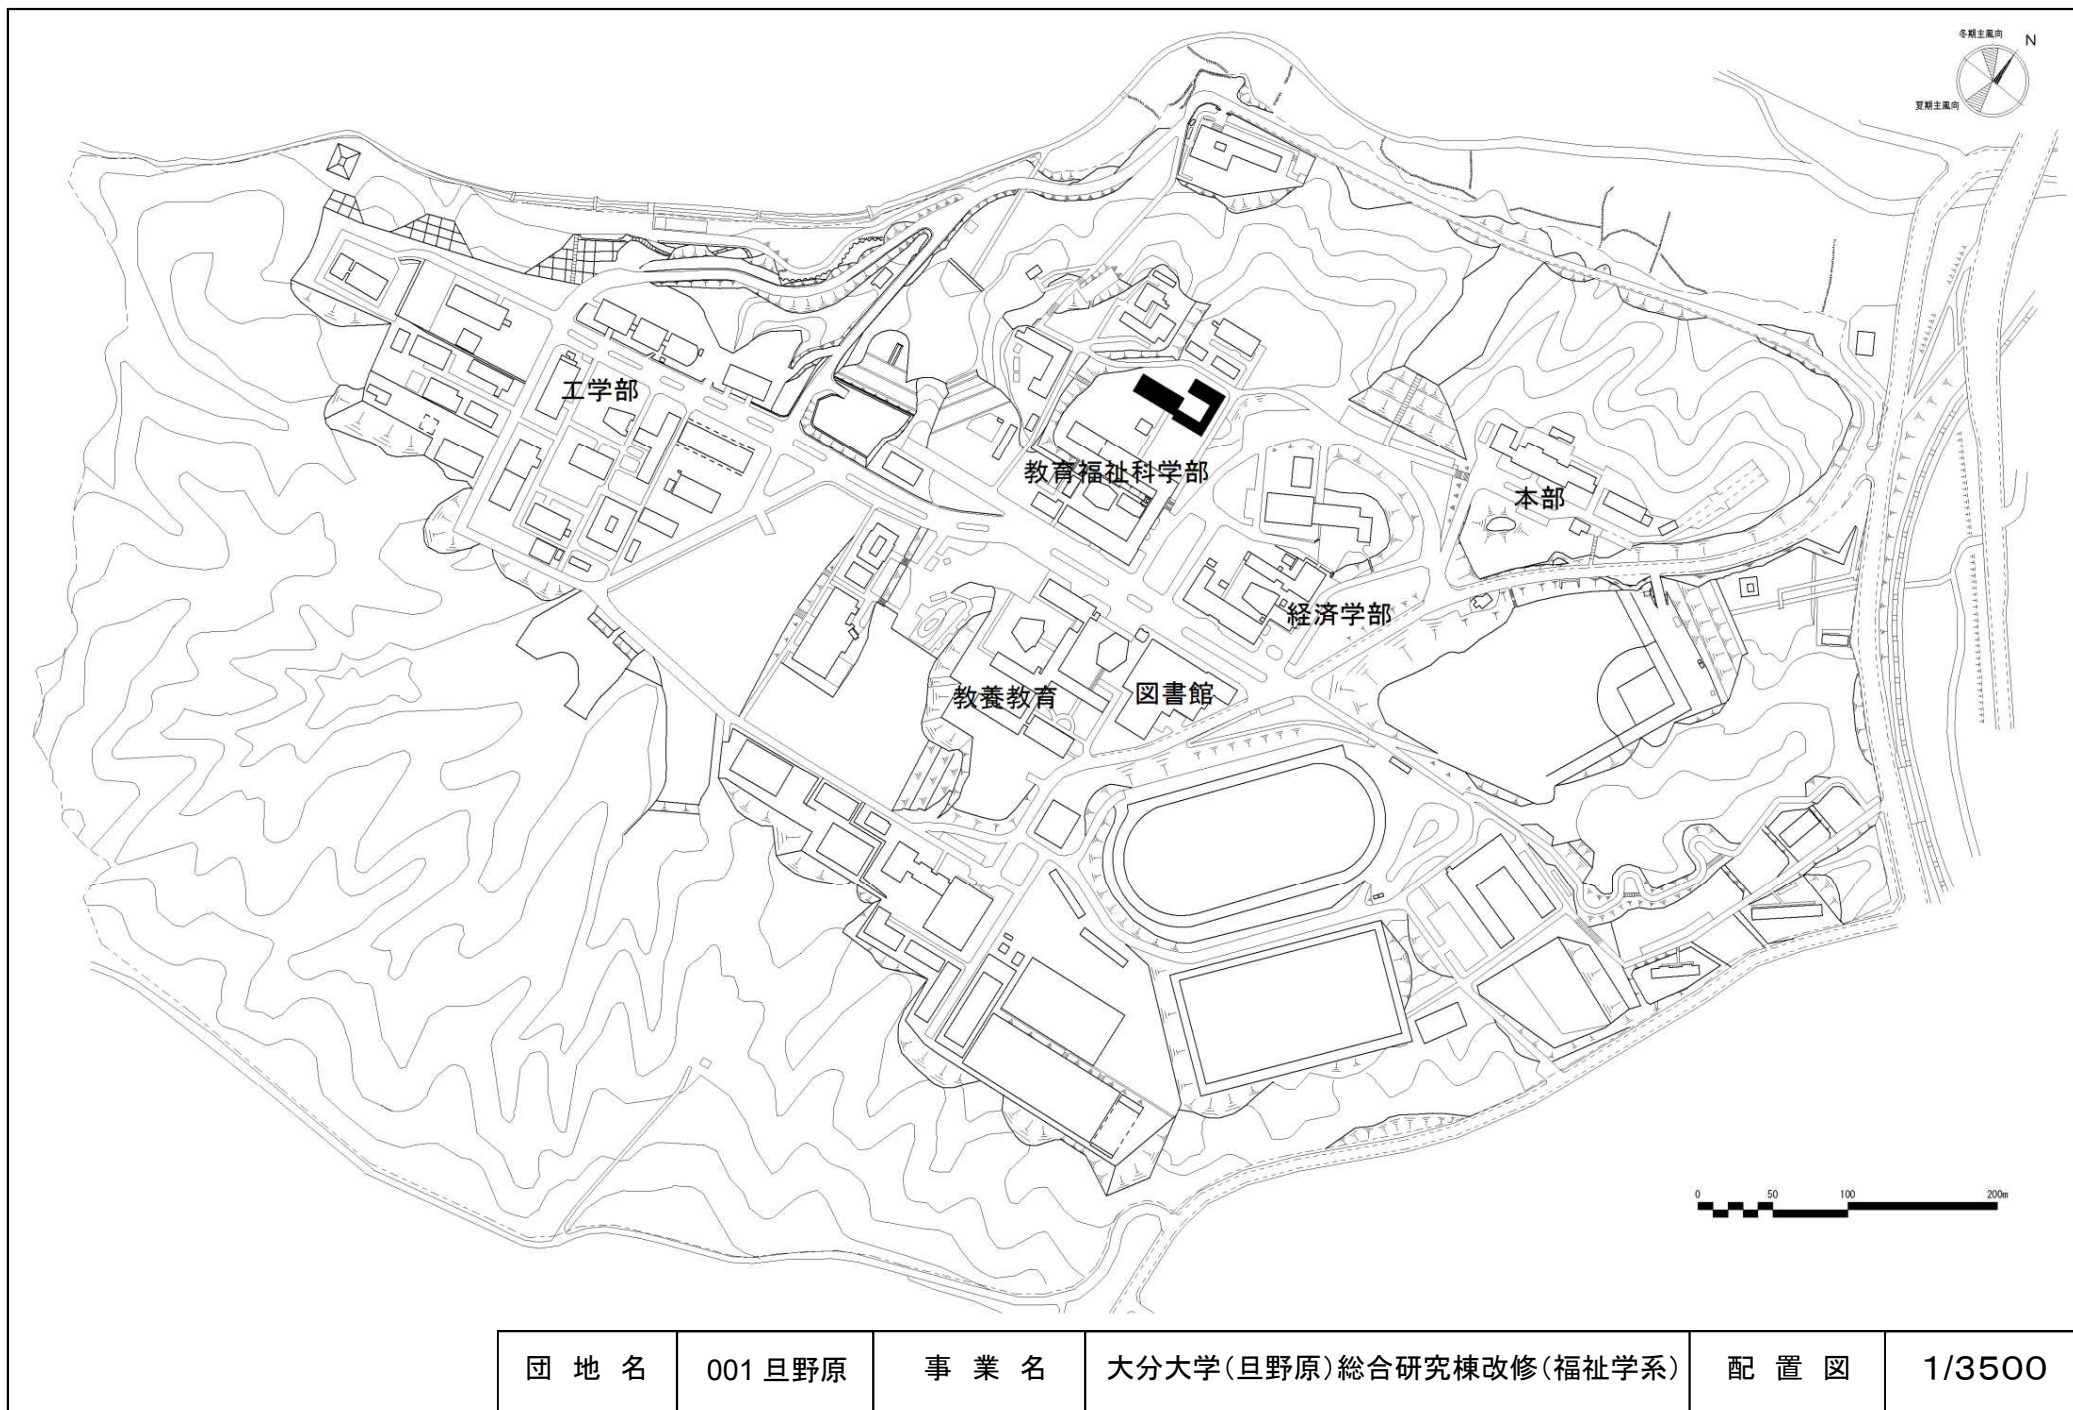 冬期主風向
N
夏期主風向
工学部
教育福祉科学部
本部
経済学部
教養教育
図書館
0 50 100 200m
団地名 001 旦野原 事業名 大分大学(旦野原)総合研究棟改修(福祉学系) 配置図 1/3500